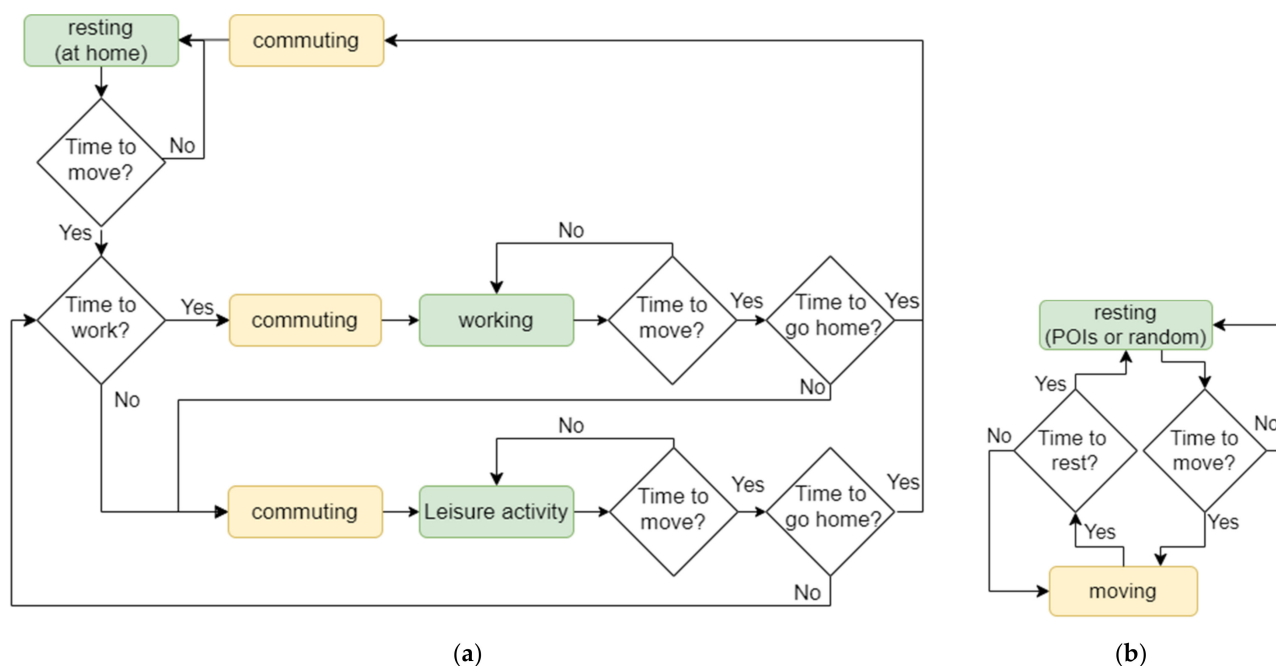 resting
(at home)
commuting
Time to
move?
No
Yes
Time to
work?
Yes
commuting
working
No
Time to
move?
Yes
Time to
go home?
Yes
No
No
commuting
Leisure activity
No
Time to
move?
Yes
Time to
go home?
Yes
No
(a)
resting
(POIs or random)
Yes
No
Time to
rest?
Time to
move?
No
Yes
Yes
moving
(b)